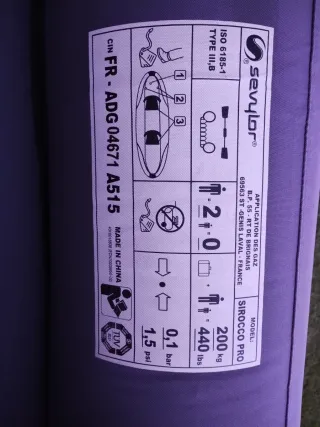 sevylor®
ISO 6185-1
TYPE III,B
CIN FR - ADG 04671 A515
1
2
3
APPLICATION DES GAZ
B.P. 55 - RT DE BRIGNAIS
69563 ST -GENIS LAVAL - FRANCE
= 2
= 0
MODEL:
SIROCCO PRO
+ = 200 kg
440 lbs
0,1 bar
1,5 psi
MADE IN CHINA
TÜV